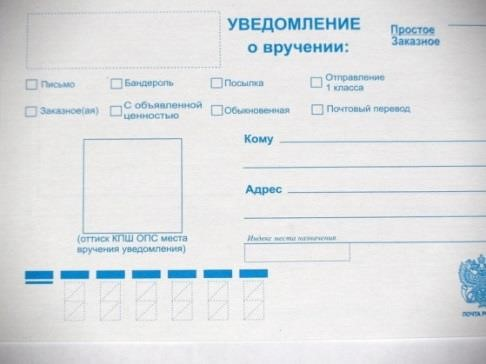 УВЕДОМЛЕНИЕ
о вручении:
Простое
Заказное
Письмо
Бандероль
Посылка
Отправление
1 класса
Заказное(ая)
С объявленной
ценностью
Обыкновенная
Почтовый перевод
Кому
Адрес
(оттиск КПШ ОПС места
вручения уведомления)
Индекс места назначения
ПОЧТА Р